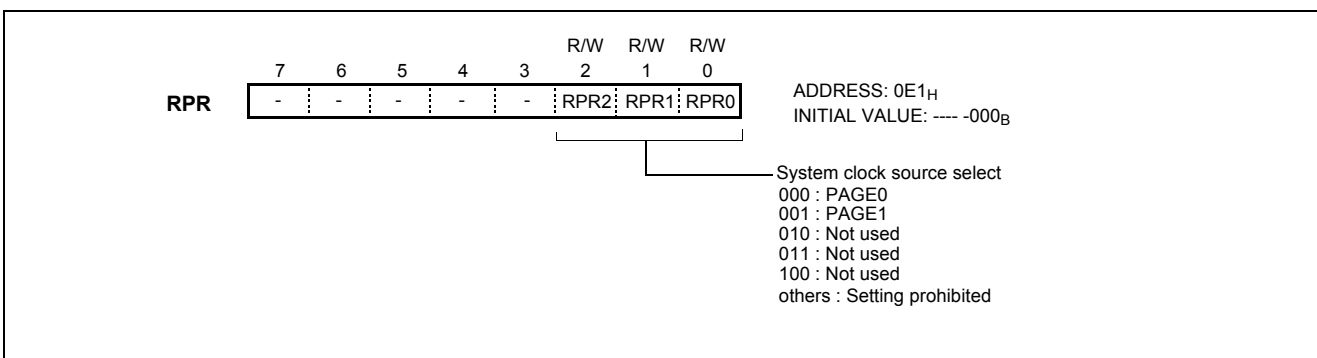 R/W R/W R/W
7 6 5 4 3 2 1 0
RPR - - - - - RPR2 RPR1 RPR0
ADDRESS: 0E1H
INITIAL VALUE: ---- -000B
System clock source select
000 : PAGE0
001 : PAGE1
010 : Not used
011 : Not used
100 : Not used
others : Setting prohibited